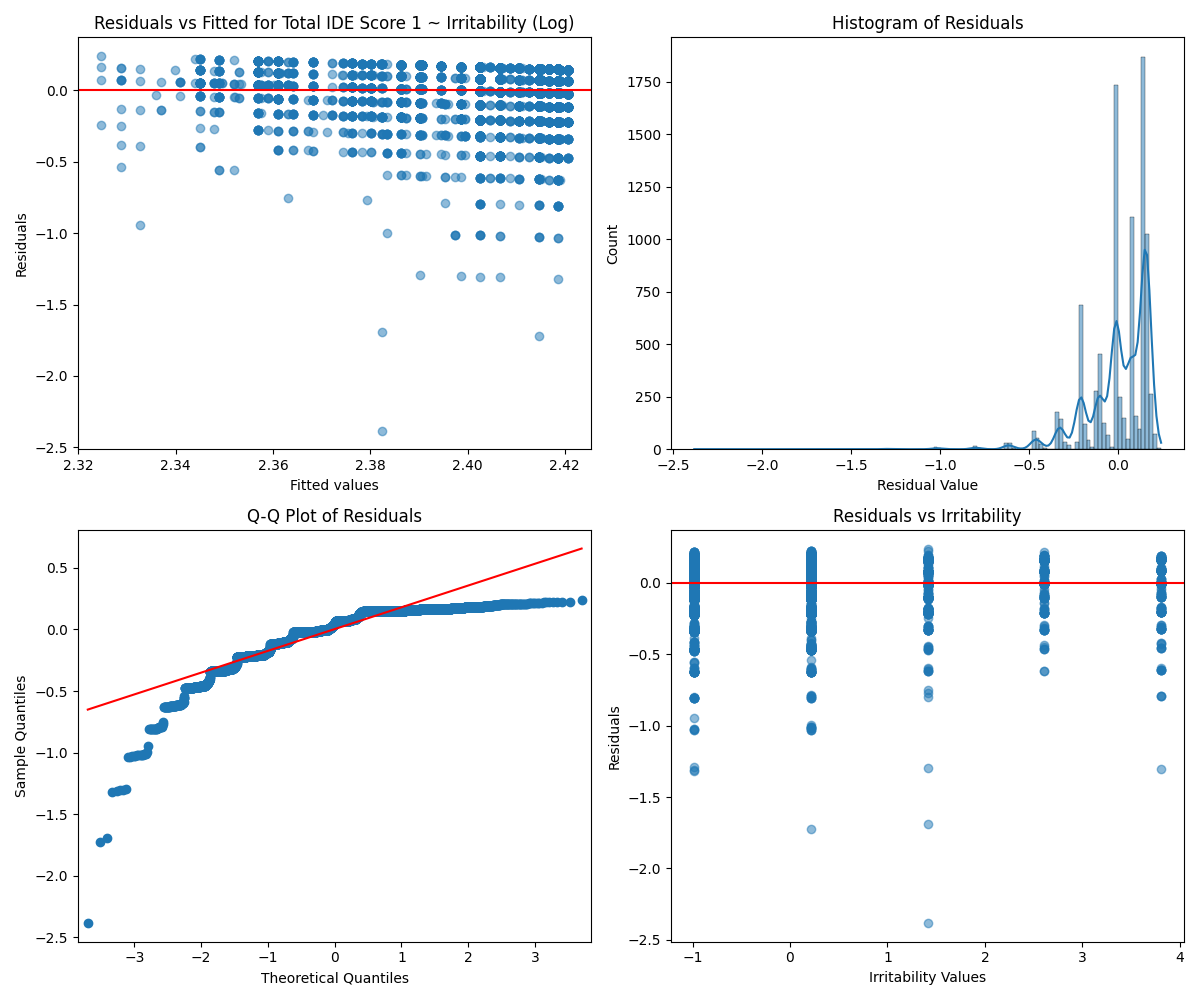 Residuals vs Fitted for Total IDE Score 1 ~ Irritability (Log)
Residuals
0.0
−0.5
−1.0
−1.5
−2.0
−2.5
2.32 2.34 2.36 2.38 2.40 2.42
Fitted values
Histogram of Residuals
Count
1750
1500
1250
1000
750
500
250
0
−2.5 −2.0 −1.5 −1.0 −0.5 0.0
Residual Value
Q-Q Plot of Residuals
Sample Quantiles
0.5
0.0
−0.5
−1.0
−1.5
−2.0
−2.5
−3 −2 −1 0 1 2 3
Theoretical Quantiles
Residuals vs Irritability
Residuals
0.0
−0.5
−1.0
−1.5
−2.0
−2.5
−1 0 1 2 3 4
Irritability Values